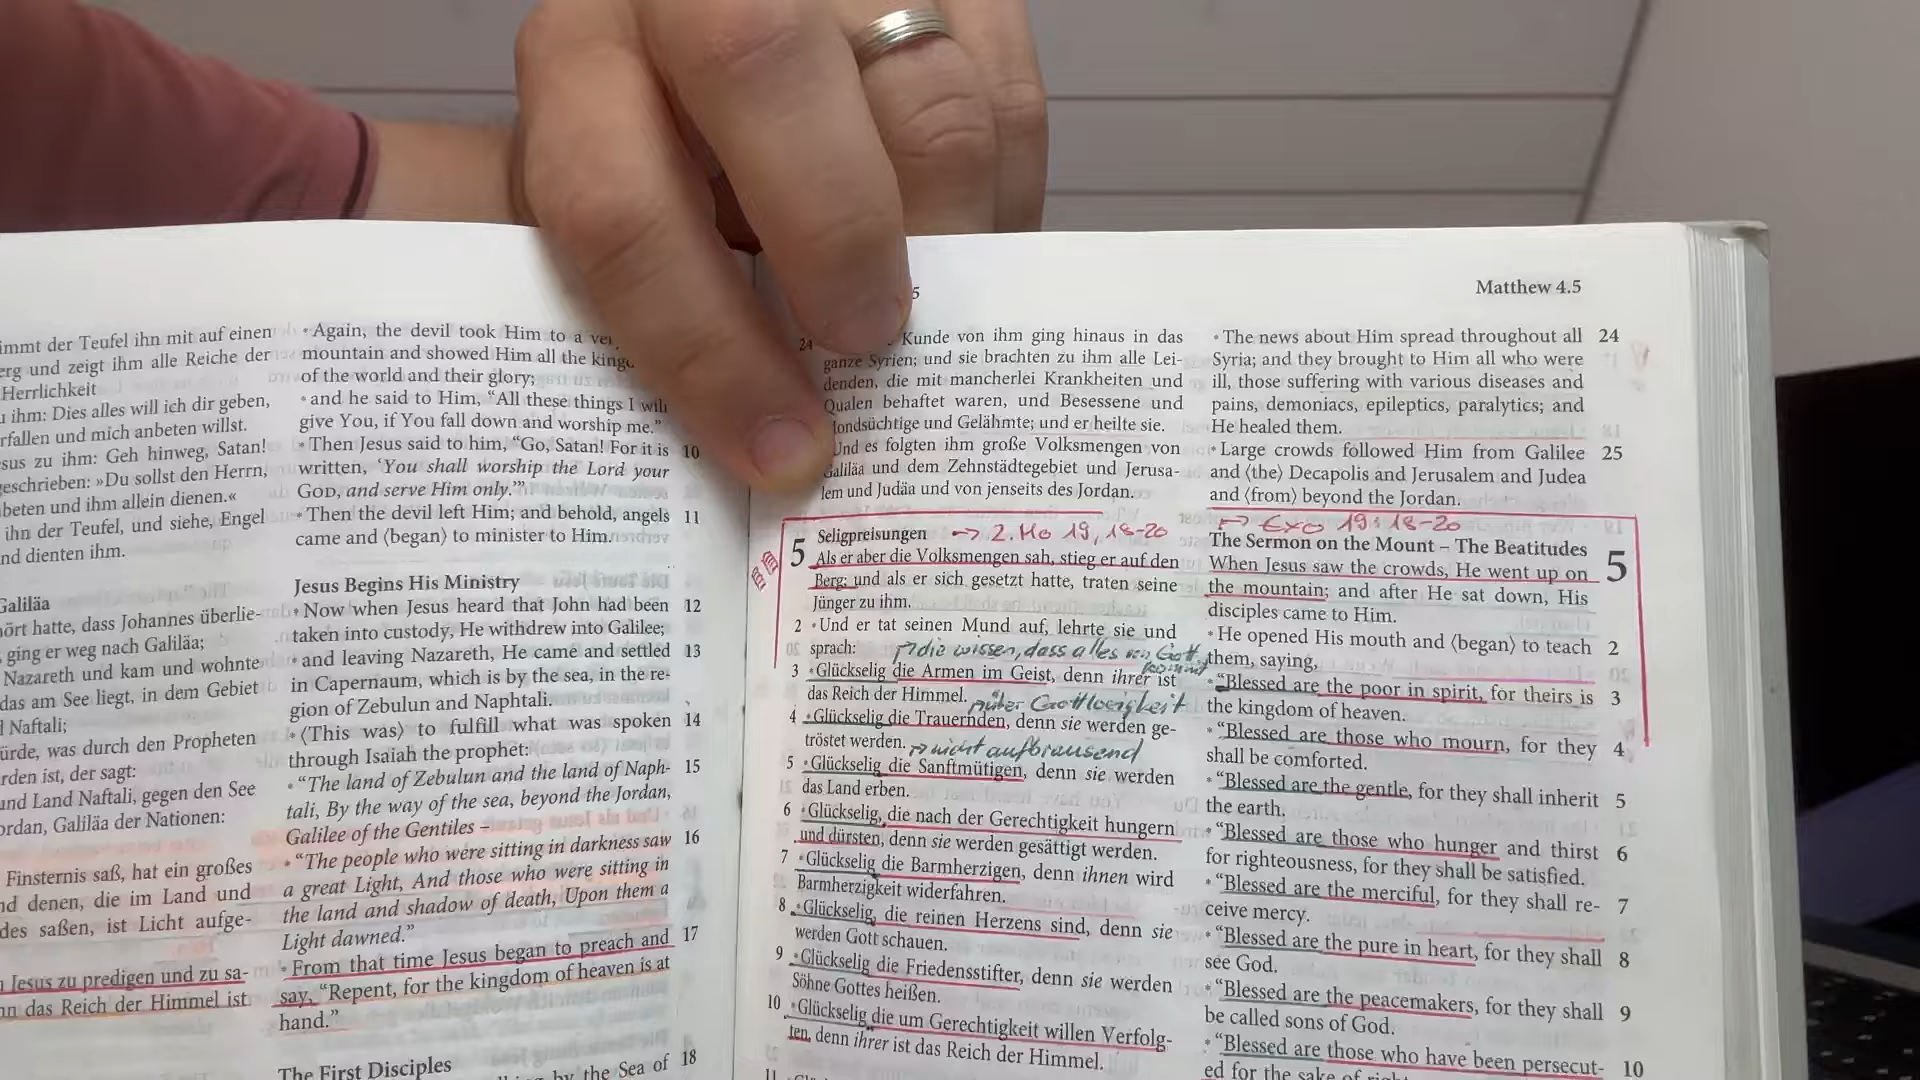 immt der Teufel ihn mit auf einen
erg und zeigt ihm alle Reiche der
Herrlichkeit
ihm: Dies alles will ich dir geben,
rfallen und mich anbeten willst.
sus zu ihm: Geh hinweg, Satan!
geschrieben: »Du sollst den Herrn,
beten und ihm allein dienen.«
ihn der Teufel, und siehe, Engel
nd dienten ihm.
Galiläa
ört hatte, dass Johannes überlie-
ging er weg nach Galiläa;
Nazareth und kam und wohnte
das am See liegt, in dem Gebiet
d Naftali;
ürde, was durch den Propheten
rden ist, der sagt:
und Land Naftali, gegen den See
ordan, Galiläa der Nationen:
Finsternis saß, hat ein großes
nd denen, die im Land und
des saßen, ist Licht aufge-
Jesus zu predigen und zu sa-
nn das Reich der Himmel ist
•Again, the devil took Him to a ve
mountain and showed Him all the king
of the world and their glory;
•and he said to Him, “All these things I will
give You, if You fall down and worship me.”
•Then Jesus said to him, “Go, Satan! For it is 10
written, ‘You shall worship the Lord your
GOD, and serve Him only.’”
•Then the devil left Him; and behold, angels 11
came and ⟨began⟩ to minister to Him.
Jesus Begins His Ministry
•Now when Jesus heard that John had been 12
taken into custody, He withdrew into Galilee;
•and leaving Nazareth, He came and settled 13
in Capernaum, which is by the sea, in the re-
gion of Zebulun and Naphtali.
•⟨This was⟩ to fulfill what was spoken 14
through Isaiah the prophet:
•“The land of Zebulun and the land of Naph- 15
tali, By the way of the sea, beyond the Jordan,
Galilee of the Gentiles –
•“The people who were sitting in darkness saw 16
a great Light, And those who were sitting in
the land and shadow of death, Upon them a
Light dawned.”
•From that time Jesus began to preach and 17
say, “Repent, for the kingdom of heaven is at
hand.”
The First Disciples
by the Sea of 18
5
24 Kunde von ihm ging hinaus in das
ganze Syrien; und sie brachten zu ihm alle Lei-
denden, die mit mancherlei Krankheiten und
Qualen behaftet waren, und Besessene und
ondsüchtige und Gelähmte; und er heilte sie.
Und es folgten ihm große Volksmengen von
Galiläa und dem Zehnstädtegebiet und Jerusa-
lem und Judäa und von jenseits des Jordan.
Seligpreisungen → 2. Mo 19, 18-20
5 Als er aber die Volksmengen sah, stieg er auf den
Berg; und als er sich gesetzt hatte, traten seine
Jünger zu ihm.
2 •Und er tat seinen Mund auf, lehrte sie und
sprach: → die wissen, dass alles von Gott
kommt
3 •Glückselig die Armen im Geist, denn ihrer ist
das Reich der Himmel. über Gottlosigkeit
4 •Glückselig die Trauernden, denn sie werden ge-
tröstet werden. → nicht aufbrausend
5 •Glückselig die Sanftmütigen, denn sie werden
das Land erben.
6 •Glückselig, die nach der Gerechtigkeit hungern
und dürsten, denn sie werden gesättigt werden.
7 •Glückselig die Barmherzigen, denn ihnen wird
Barmherzigkeit widerfahren.
8 •Glückselig, die reinen Herzens sind, denn sie
werden Gott schauen.
9 •Glückselig die Friedensstifter, denn sie werden
Söhne Gottes heißen.
10 •Glückselig die um Gerechtigkeit willen Verfolg-
ten, denn ihrer ist das Reich der Himmel.
11
Matthew 4.5
•The news about Him spread throughout all 24
Syria; and they brought to Him all who were
ill, those suffering with various diseases and
pains, demoniacs, epileptics, paralytics; and
He healed them.
•Large crowds followed Him from Galilee 25
and ⟨the⟩ Decapolis and Jerusalem and Judea
and ⟨from⟩ beyond the Jordan.
→ Exo 19:18-20
The Sermon on the Mount – The Beatitudes
When Jesus saw the crowds, He went up on 5
the mountain; and after He sat down, His
disciples came to Him.
•He opened His mouth and ⟨began⟩ to teach 2
them, saying,
•“Blessed are the poor in spirit, for theirs is 3
the kingdom of heaven.
•“Blessed are those who mourn, for they 4
shall be comforted.
•“Blessed are the gentle, for they shall inherit 5
the earth.
•“Blessed are those who hunger and thirst 6
for righteousness, for they shall be satisfied.
•“Blessed are the merciful, for they shall re- 7
ceive mercy.
•“Blessed are the pure in heart, for they shall 8
see God.
•“Blessed are the peacemakers, for they shall 9
be called sons of God.
•“Blessed are those who have been persecut- 10
ed for the sake of